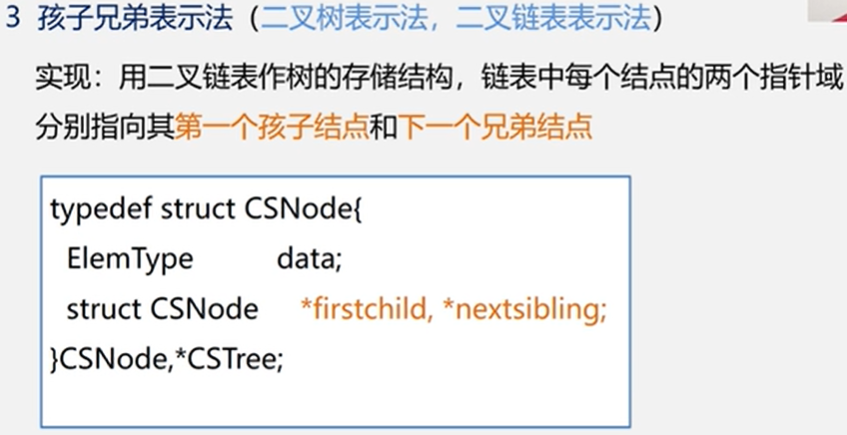 3 孩子兄弟表示法（二叉树表示法，二叉链表表示法）
实现：用二叉链表作树的存储结构，链表中每个结点的两个指针域
分别指向其第一个孩子结点和下一个兄弟结点
typedef struct CSNode{
ElemType data;
struct CSNode *firstchild, *nextsibling;
}CSNode,*CSTree;